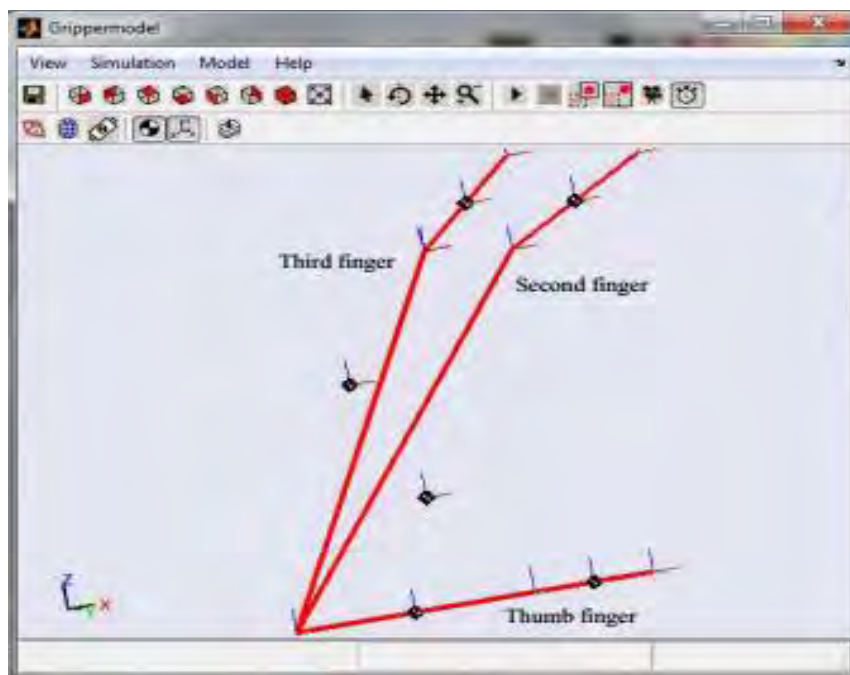 Grippermodel
View Simulation Model Help
Third finger
Second finger
Z
Y X
Thumb finger